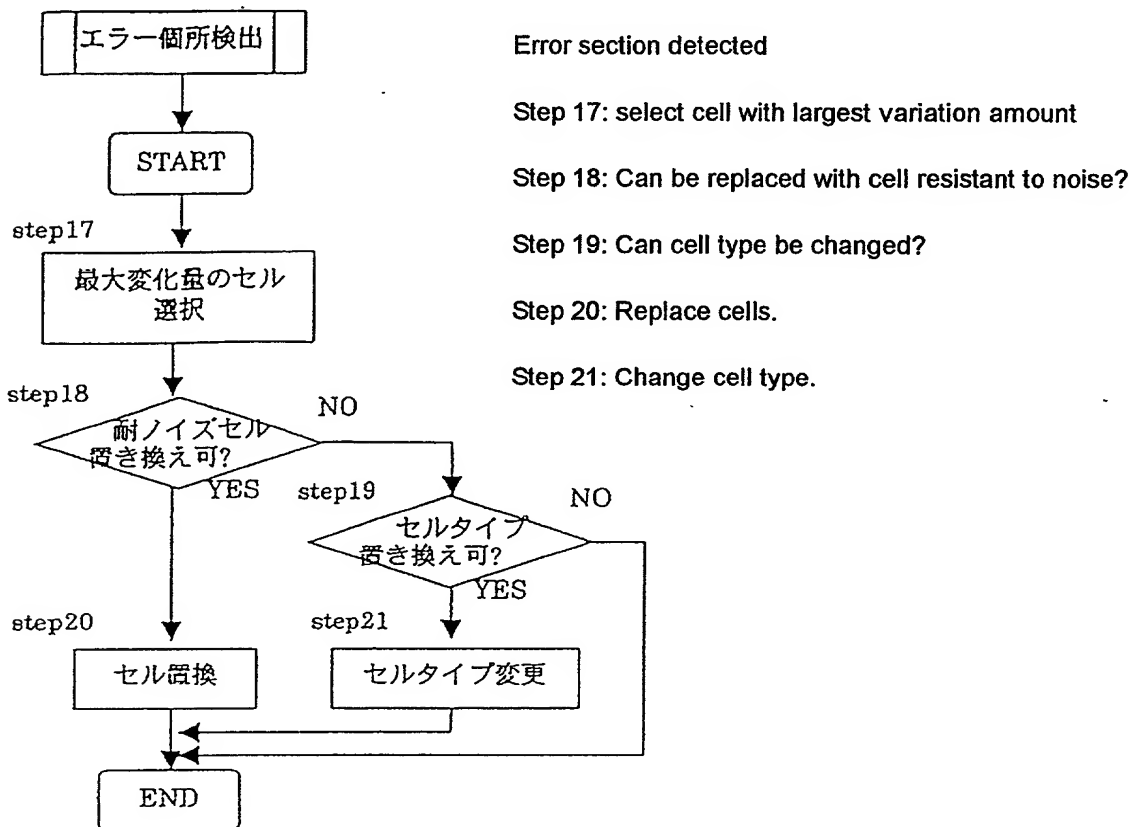 エラー個所検出
START
step17
最大変化量のセル
選択
step18
耐ノイズセル
置き換え可?
NO
YES
step19
セルタイプ
置き換え可?
NO
YES
step20
セル置換
step21
セルタイプ変更
END
Error section detected
Step 17: select cell with largest variation amount
Step 18: Can be replaced with cell resistant to noise?
Step 19: Can cell type be changed?
Step 20: Replace cells.
Step 21: Change cell type.